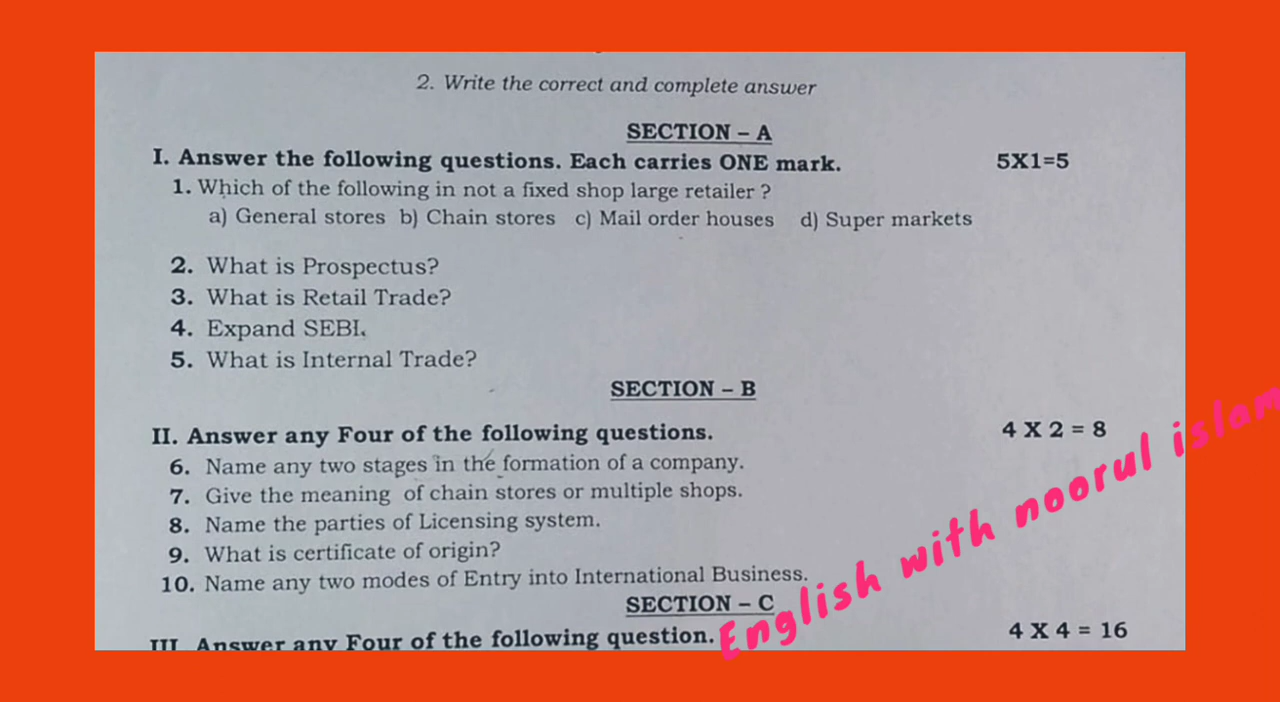 2. Write the correct and complete answer
SECTION – A
I. Answer the following questions. Each carries ONE mark. 5X1=5
1. Which of the following in not a fixed shop large retailer ?
a) General stores b) Chain stores c) Mail order houses d) Super markets
2. What is Prospectus?
3. What is Retail Trade?
4. Expand SEBI.
5. What is Internal Trade?
SECTION – B
II. Answer any Four of the following questions. 4 X 2 = 8
6. Name any two stages in the formation of a company.
7. Give the meaning of chain stores or multiple shops.
8. Name the parties of Licensing system.
9. What is certificate of origin?
10. Name any two modes of Entry into International Business.
SECTION – C
III. Answer any Four of the following question. 4 X 4 = 16
English with noorul islam